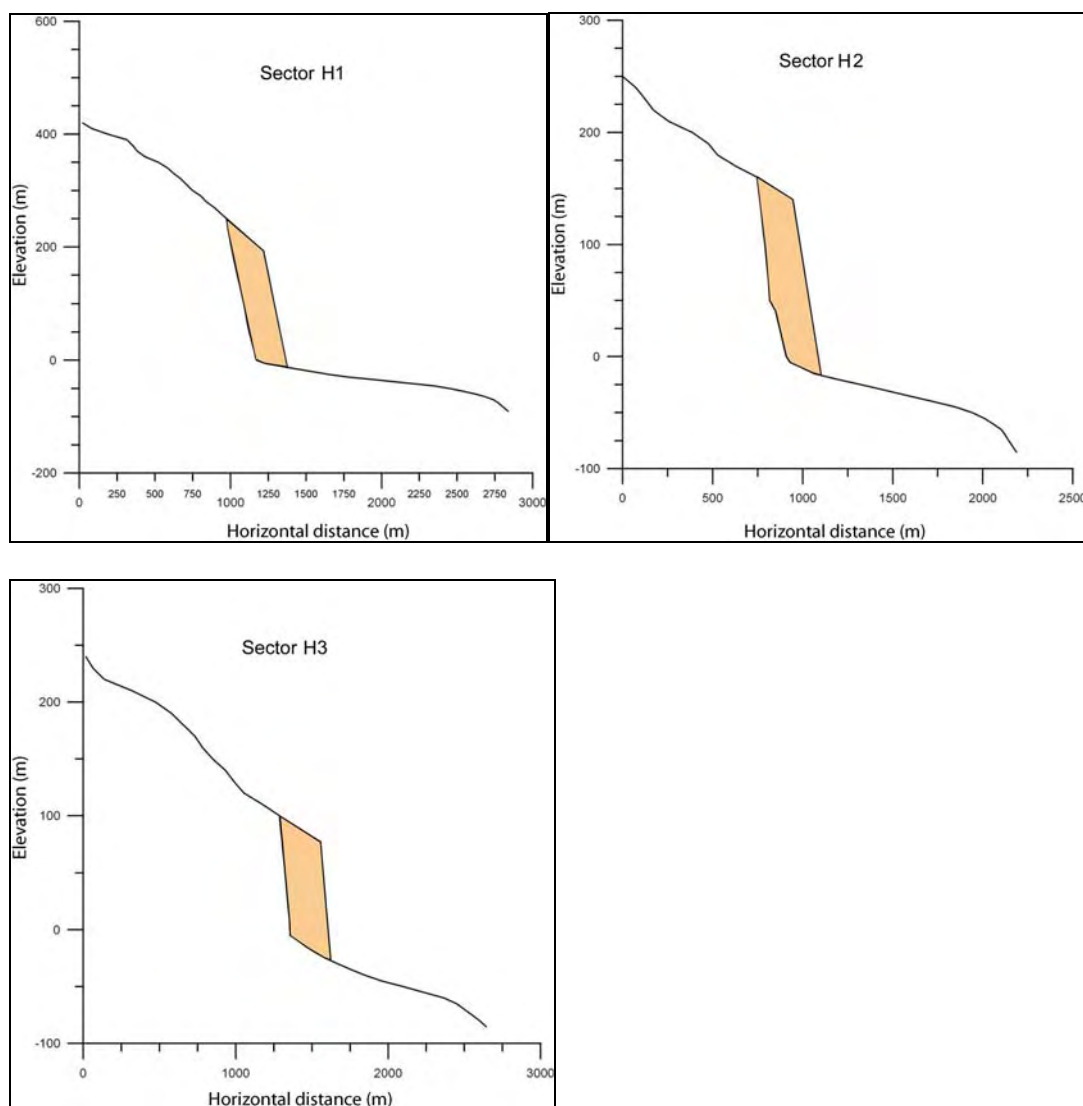 Sector H1
Elevation (m)
600
400
200
0
-200
0 250 500 750 1000 1250 1500 1750 2000 2250 2500 2750 3000
Horizontal distance (m)
Sector H2
Elevation (m)
300
200
100
0
-100
0 500 1000 1500 2000 2500
Horizontal distance (m)
Sector H3
Elevation (m)
300
200
100
0
-100
0 1000 2000 3000
Horizontal distance (m)